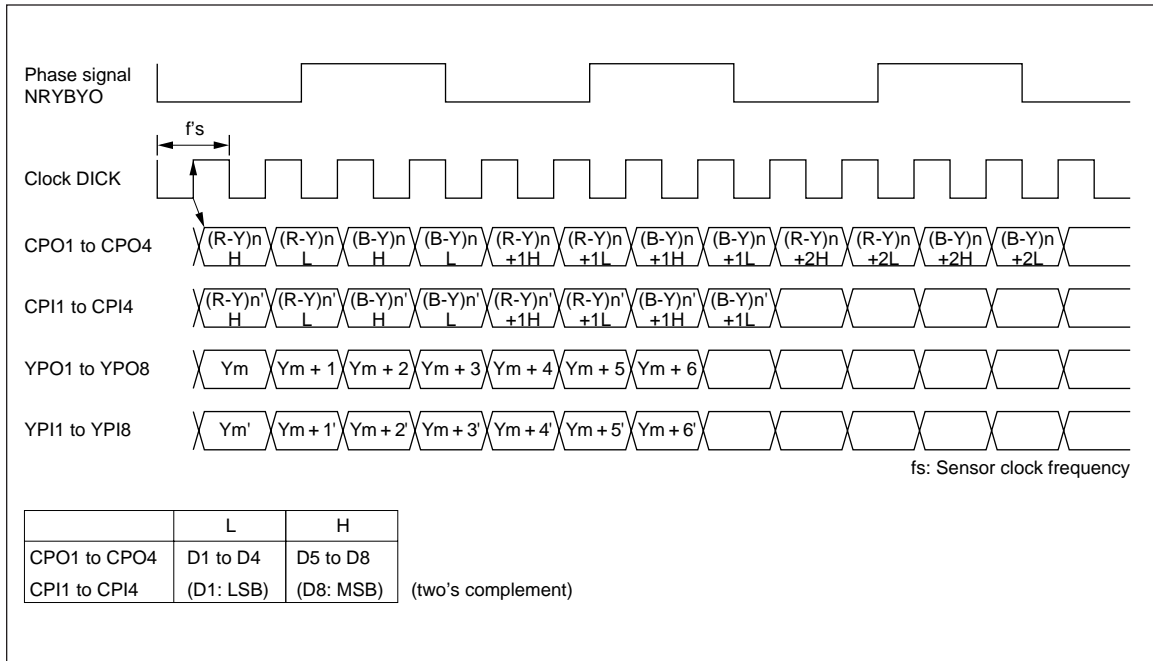 Phase signal
NRYBYO
f's
Clock DICK
CPO1 to CPO4
(R-Y)n H
(R-Y)n L
(B-Y)n H
(B-Y)n L
(R-Y)n +1H
(R-Y)n +1L
(B-Y)n +1H
(B-Y)n +1L
(R-Y)n +2H
(R-Y)n +2L
(B-Y)n +2H
(B-Y)n +2L
CPI1 to CPI4
(R-Y)n' H
(R-Y)n' L
(B-Y)n' H
(B-Y)n' L
(R-Y)n' +1H
(R-Y)n' +1L
(B-Y)n' +1H
(B-Y)n' +1L
YPO1 to YPO8
Ym
Ym + 1
Ym + 2
Ym + 3
Ym + 4
Ym + 5
Ym + 6
YPI1 to YPI8
Ym'
Ym + 1'
Ym + 2'
Ym + 3'
Ym + 4'
Ym + 5'
Ym + 6'
fs: Sensor clock frequency
L H
CPO1 to CPO4 D1 to D4 D5 to D8
CPI1 to CPI4 (D1: LSB) (D8: MSB) (two's complement)